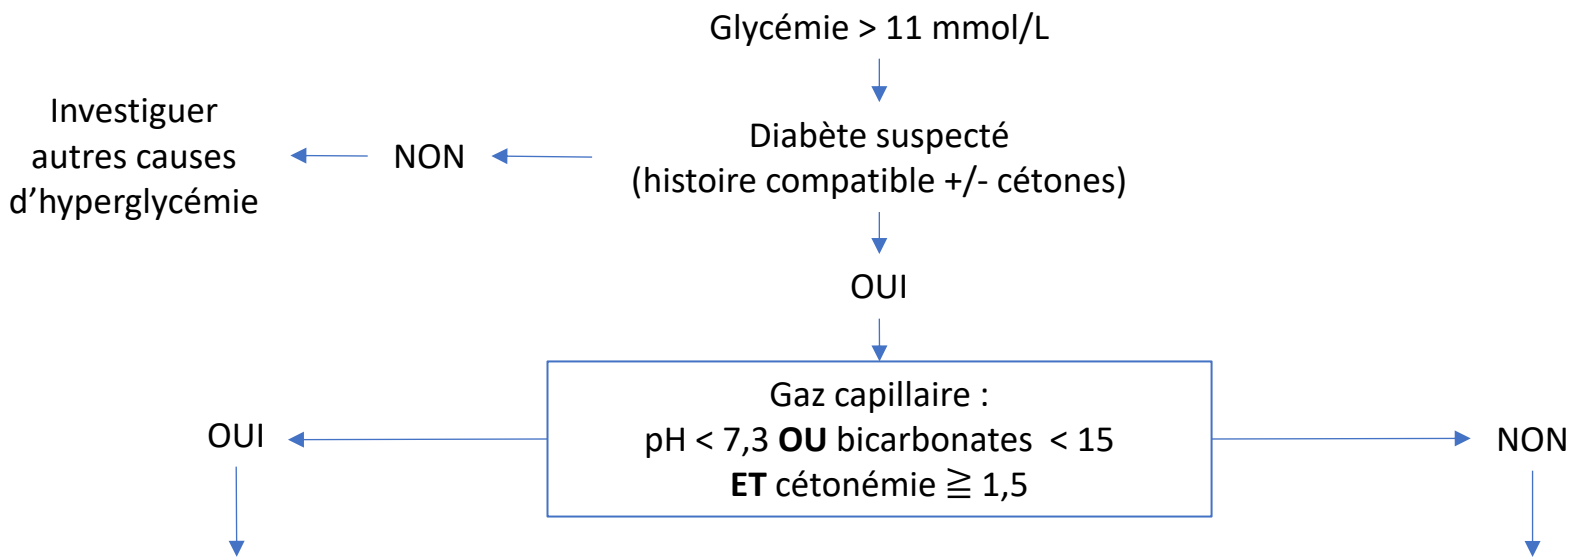 Glycémie > 11 mmol/L
Investiguer
autres causes
d’hyperglycémie
NON
Diabète suspecté
(histoire compatible +/- cétones)
OUI
Gaz capillaire :
pH < 7,3 OU bicarbonates < 15
ET cétonémie ≧ 1,5
OUI
NON